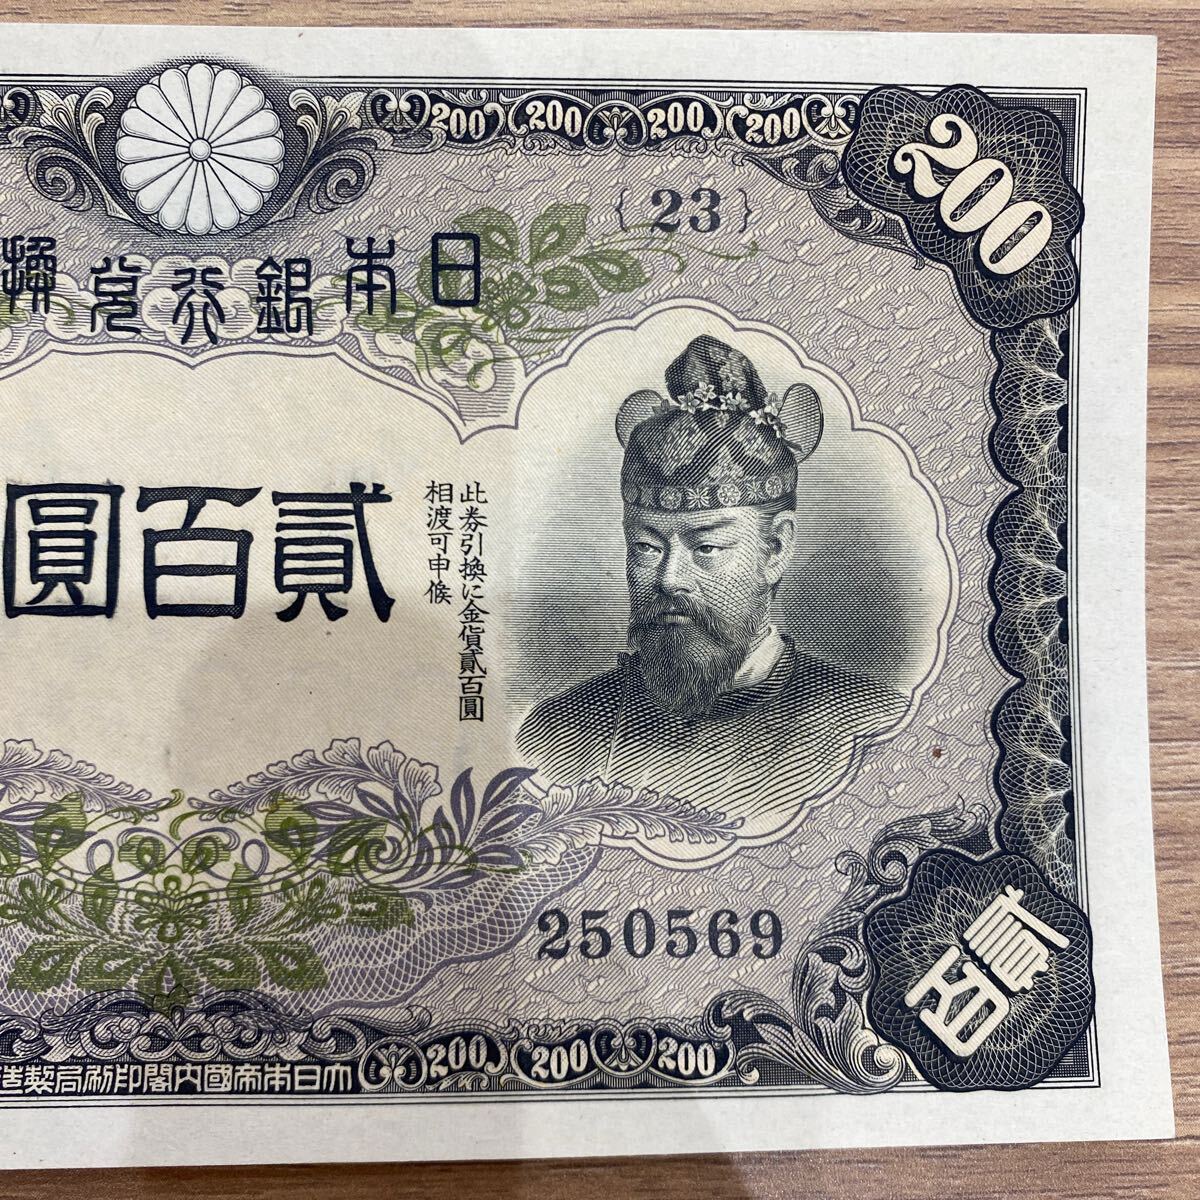 200 200 200 200
200
{23}
日本銀行兌換
貳百圓
此券引換に金貨貳百圓
相渡可申候
250569
貳百
200 200 200
大日本帝國内閣印刷局製造